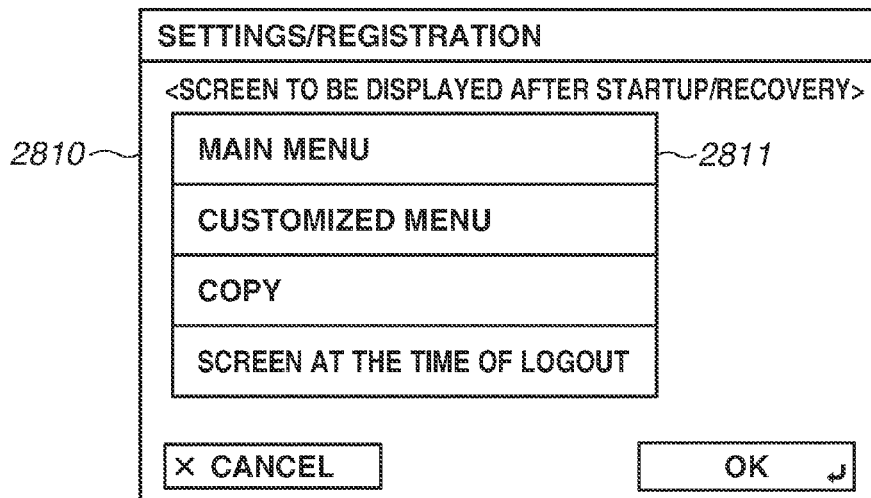 SETTINGS/REGISTRATION
<SCREEN TO BE DISPLAYED AFTER STARTUP/RECOVERY>
2810
MAIN MENU
2811
CUSTOMIZED MENU
COPY
SCREEN AT THE TIME OF LOGOUT
× CANCEL
OK ↵